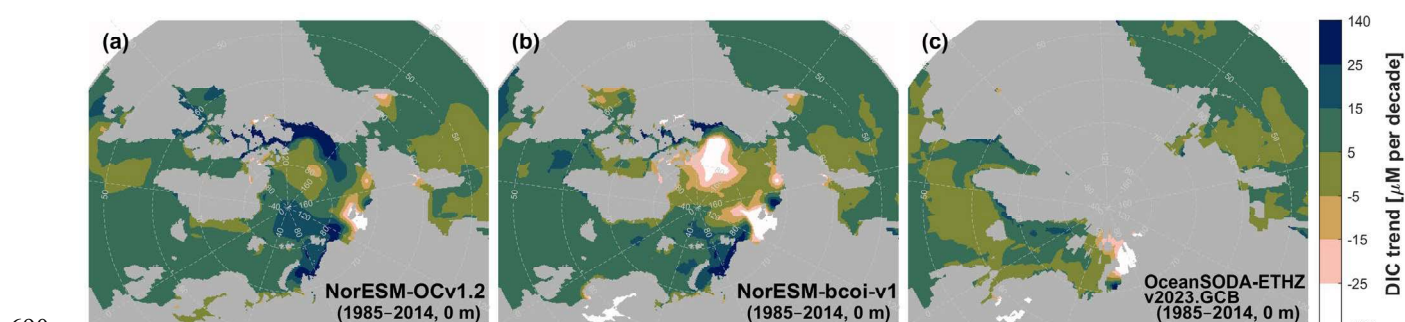 (a)
NorESM-OCv1.2
(1985–2014, 0 m)
(b)
NorESM-bcoi-v1
(1985–2014, 0 m)
(c)
OceanSODA-ETHZ
v2023.GCB
(1985–2014, 0 m)
140
25
15
5
-5
-15
-25
DIC trend [μM per decade]